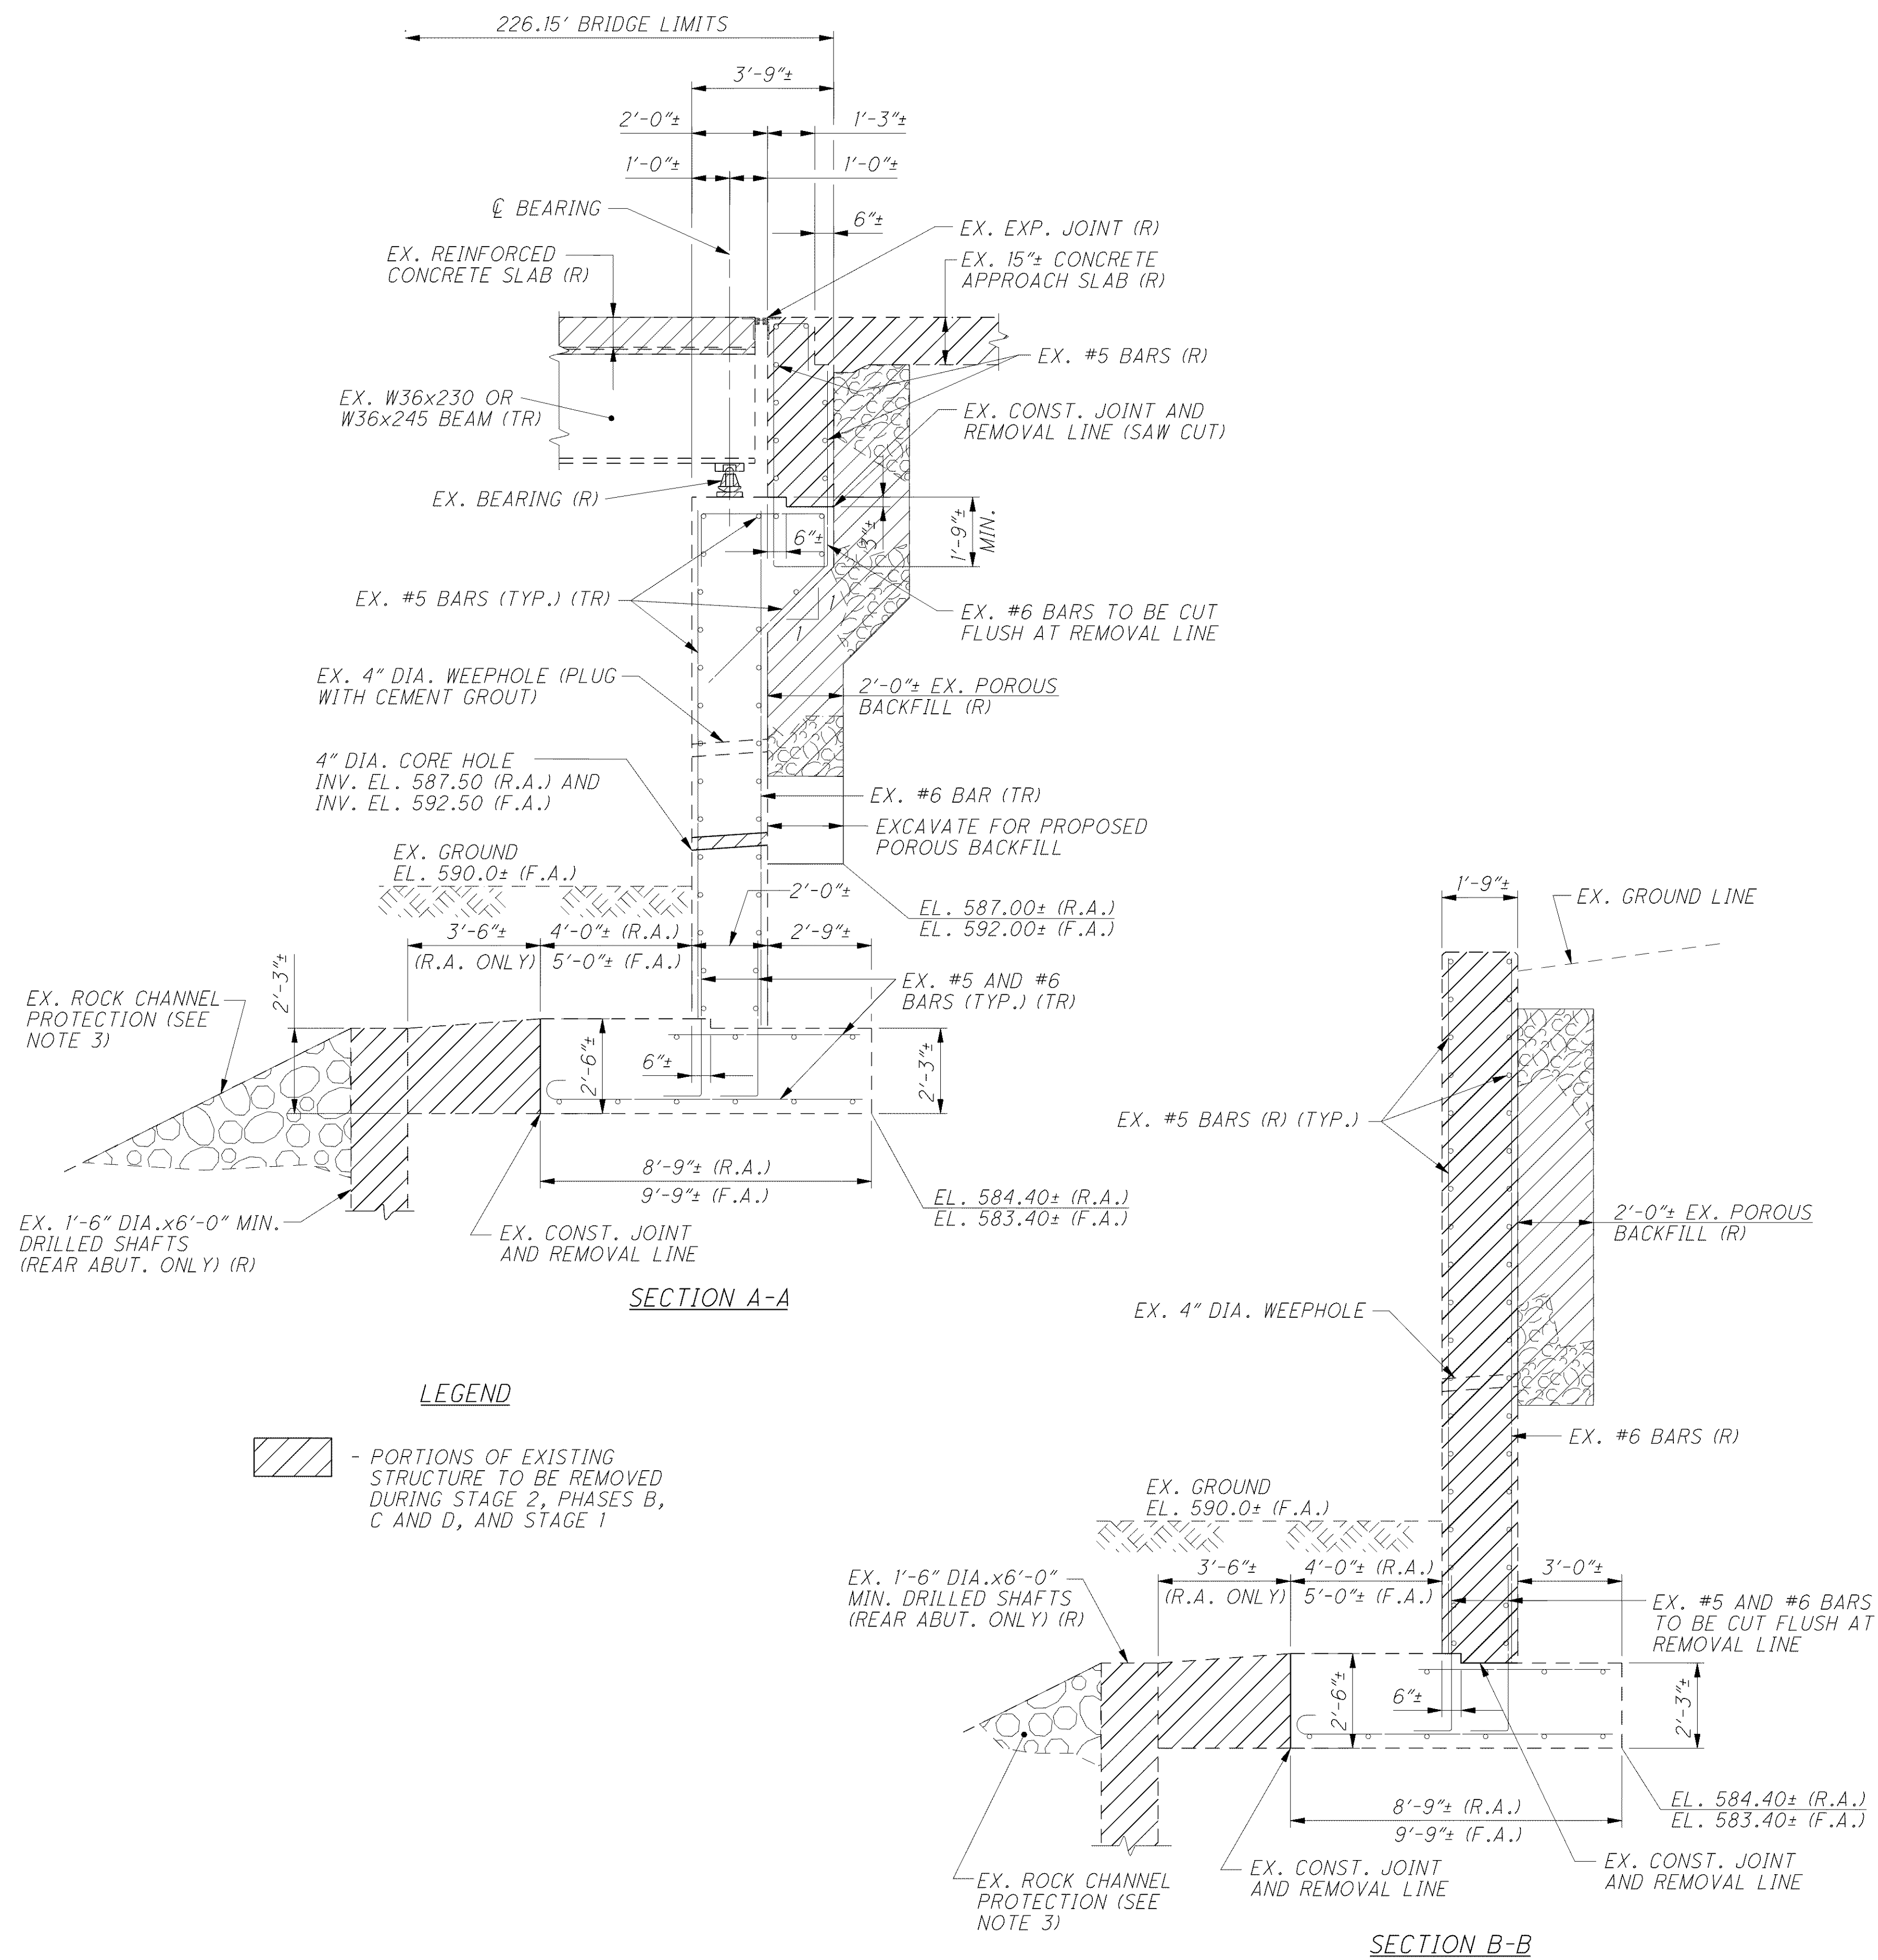 226.15' BRIDGE LIMITS
3'-9"±
2'-0"±
1'-3"±
1'-0"±
1'-0"±
℄ BEARING
6"±
EX. EXP. JOINT (R)
EX. REINFORCED
CONCRETE SLAB (R)
EX. 15"± CONCRETE
APPROACH SLAB (R)
EX. #5 BARS (R)
EX. W36x230 OR
W36x245 BEAM (TR)
EX. CONST. JOINT AND
REMOVAL LINE (SAW CUT)
EX. BEARING (R)
6"±
3"±
1'-9"±
MIN.
EX. #5 BARS (TYP.) (TR)
1
1
EX. #6 BARS TO BE CUT
FLUSH AT REMOVAL LINE
EX. 4" DIA. WEEPHOLE (PLUG
WITH CEMENT GROUT)
2'-0"± EX. POROUS
BACKFILL (R)
4" DIA. CORE HOLE
INV. EL. 587.50 (R.A.) AND
INV. EL. 592.50 (F.A.)
EX. #6 BAR (TR)
EXCAVATE FOR PROPOSED
POROUS BACKFILL
EX. GROUND
EL. 590.0± (F.A.)
2'-0"±
EL. 587.00± (R.A.)
EL. 592.00± (F.A.)
3'-6"±
(R.A. ONLY)
4'-0"± (R.A.)
5'-0"± (F.A.)
2'-9"±
2'-3"±
EX. #5 AND #6
BARS (TYP.) (TR)
EX. ROCK CHANNEL
PROTECTION (SEE
NOTE 3)
2'-6"±
6"±
2'-3"±
8'-9"± (R.A.)
9'-9"± (F.A.)
EL. 584.40± (R.A.)
EL. 583.40± (F.A.)
EX. 1'-6" DIA.x6'-0" MIN.
DRILLED SHAFTS
(REAR ABUT. ONLY) (R)
EX. CONST. JOINT
AND REMOVAL LINE
SECTION A-A
LEGEND
- PORTIONS OF EXISTING
STRUCTURE TO BE REMOVED
DURING STAGE 2, PHASES B,
C AND D, AND STAGE 1
1'-9"±
EX. GROUND LINE
EX. #5 BARS (R) (TYP.)
2'-0"± EX. POROUS
BACKFILL (R)
EX. 4" DIA. WEEPHOLE
EX. #6 BARS (R)
EX. GROUND
EL. 590.0± (F.A.)
EX. 1'-6" DIA.x6'-0"
MIN. DRILLED SHAFTS
(REAR ABUT. ONLY) (R)
3'-6"±
(R.A. ONLY)
4'-0"± (R.A.)
5'-0"± (F.A.)
3'-0"±
EX. #5 AND #6 BARS
TO BE CUT FLUSH AT
REMOVAL LINE
2'-6"±
6"±
2'-3"±
8'-9"± (R.A.)
9'-9"± (F.A.)
EL. 584.40± (R.A.)
EL. 583.40± (F.A.)
EX. ROCK CHANNEL
PROTECTION (SEE
NOTE 3)
EX. CONST. JOINT
AND REMOVAL LINE
EX. CONST. JOINT
AND REMOVAL LINE
SECTION B-B